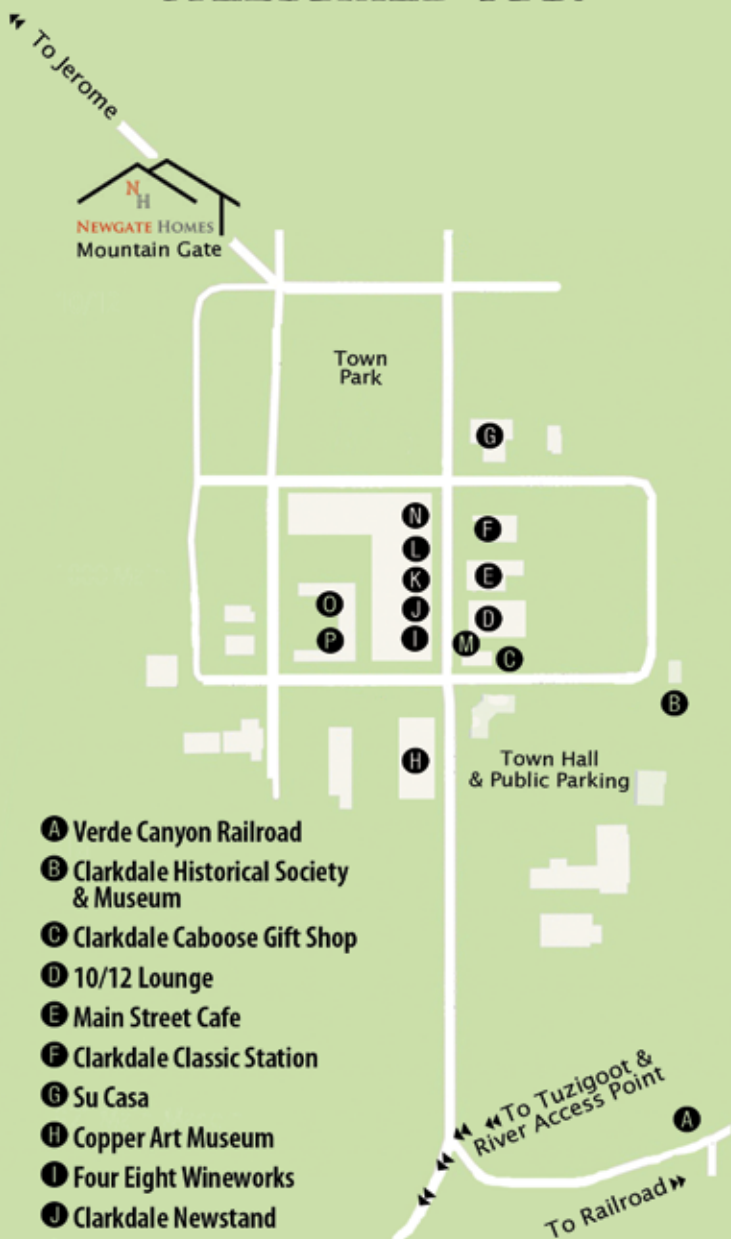 To Jerome
N
H
NEWGATE HOMES
Mountain Gate
Town
Park
G
N
F
L
K
E
O
J
D
P
I
M
C
B
H
Town Hall
& Public Parking
A Verde Canyon Railroad
B Clarkdale Historical Society
& Museum
C Clarkdale Caboose Gift Shop
D 10/12 Lounge
E Main Street Cafe
F Clarkdale Classic Station
G Su Casa
H Copper Art Museum
I Four Eight Wineworks
J Clarkdale Newstand
To Tuzigoot &
River Access Point
A
To Railroad